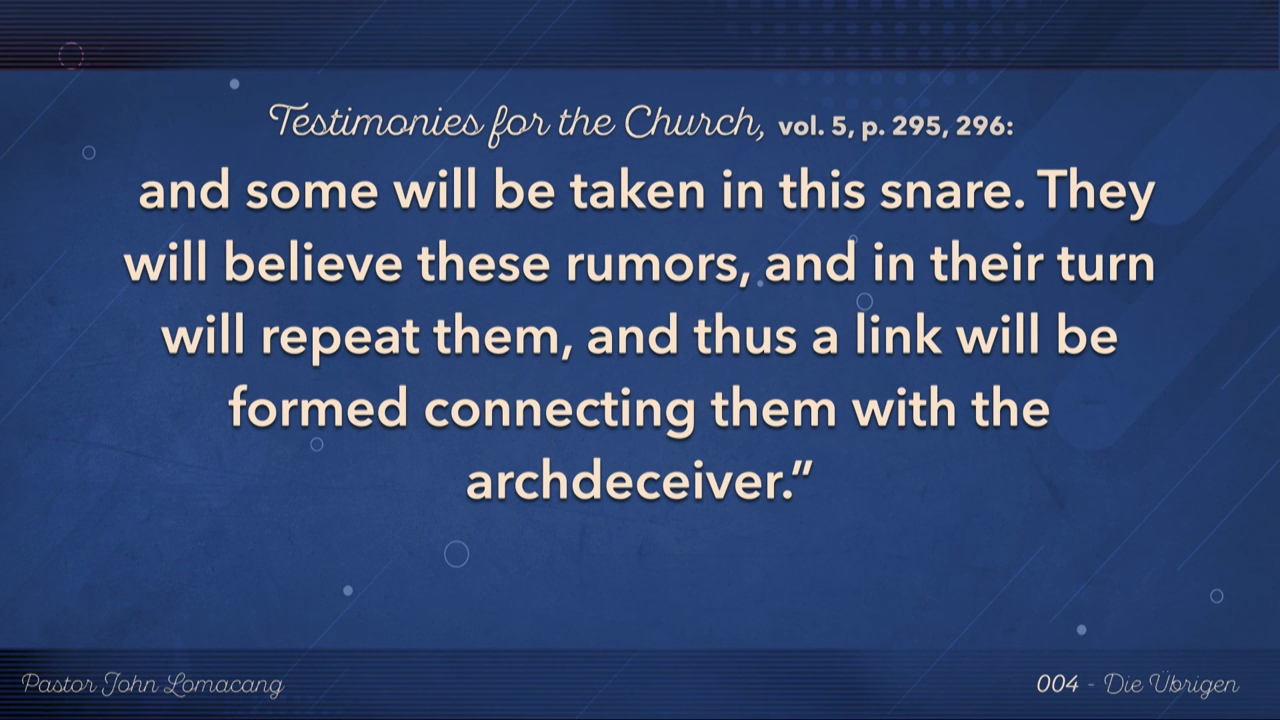 Testimonies for the Church, vol. 5, p. 295, 296:
and some will be taken in this snare. They
will believe these rumors, and in their turn
will repeat them, and thus a link will be
formed connecting them with the
archdeceiver.”
Pastor John Lomacang
004 - Die Übrigen